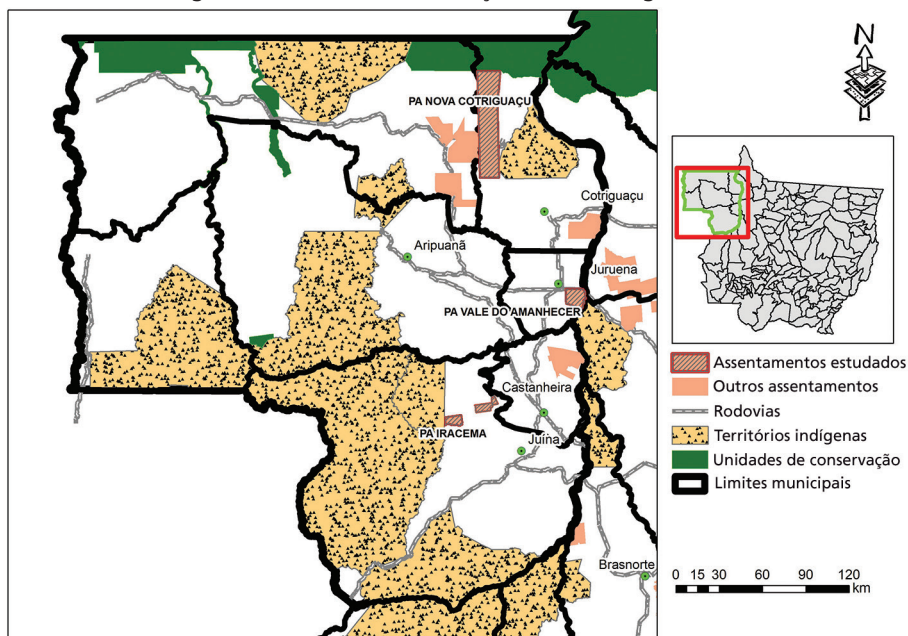 N
PA NOVA COTRIGUAÇU
Cotriguaçu
Aripuanã
Juruena
PA VALE DO AMANHECER
Castanheira
PA IRACEMA
Juína
Brasnorte
Assentamentos estudados
Outros assentamentos
Rodovias
Territórios indígenas
Unidades de conservação
Limites municipais
0 15 30 60 90 120
km